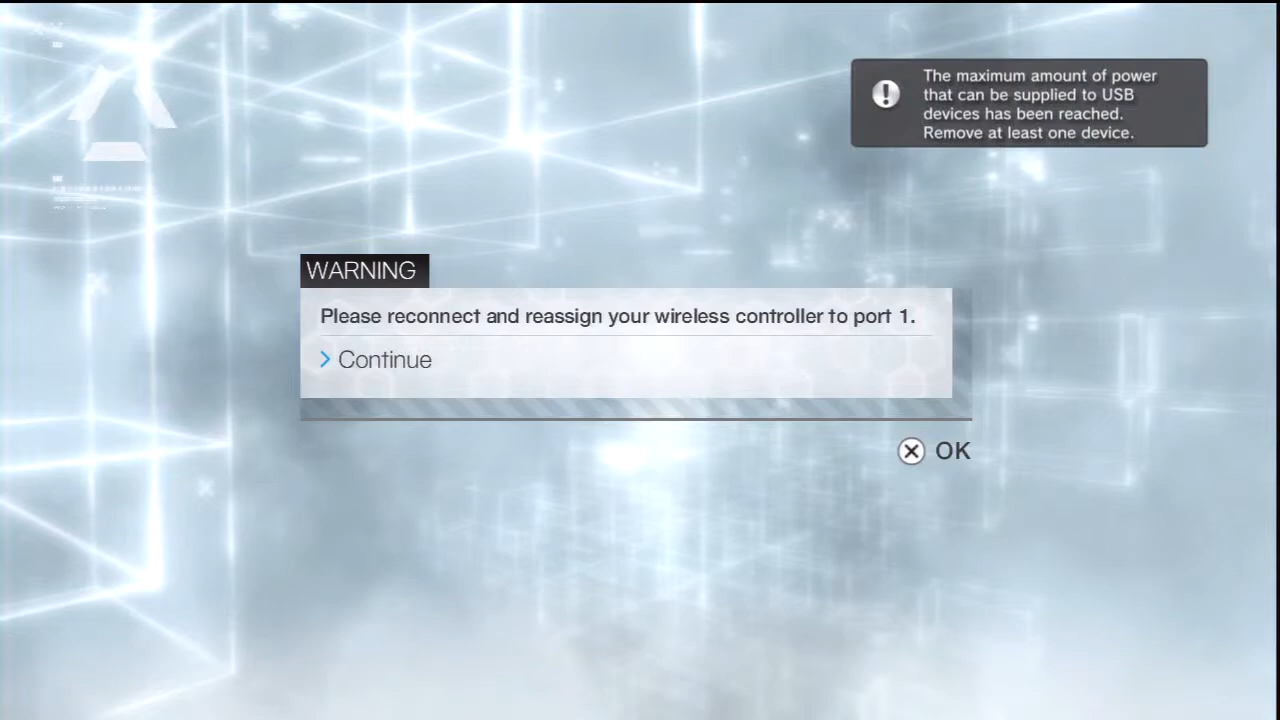 The maximum amount of power
that can be supplied to USB
devices has been reached.
Remove at least one device.
WARNING
Please reconnect and reassign your wireless controller to port 1.
Continue
OK